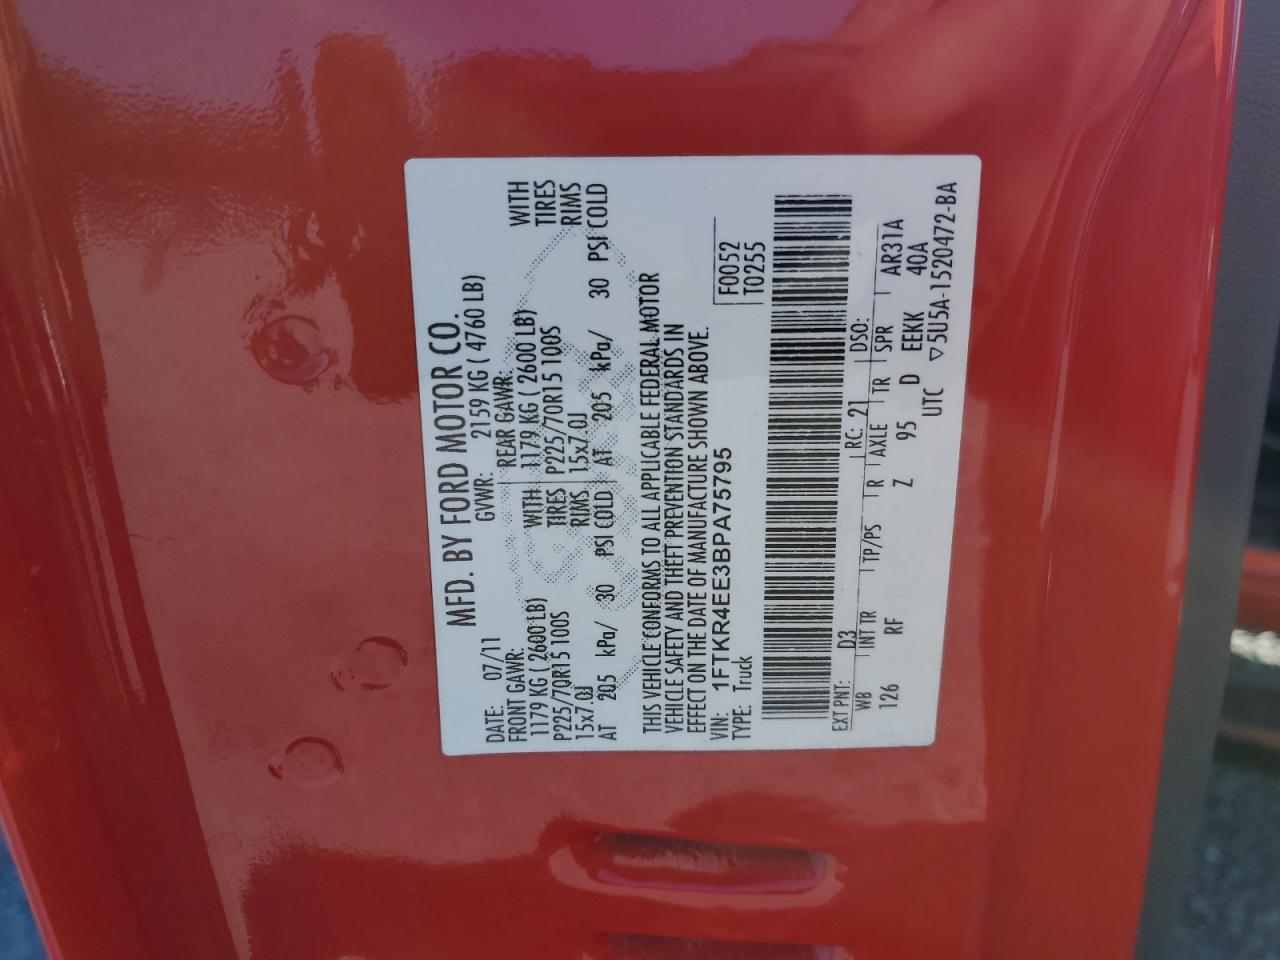 MFD. BY FORD MOTOR CO.
DATE: 07/11 GVWR: 2159 KG ( 4760 LB)
FRONT GAWR: REAR GAWR:
1179 KG ( 2600 LB) WITH 1179 KG ( 2600 LB) WITH
P225/70R15 100S TIRES P225/70R15 100S TIRES
15x7.0J RIMS 15x7.0J RIMS
AT 205 kPa/ 30 PSI COLD AT 205 kPa/ 30 PSI COLD
THIS VEHICLE CONFORMS TO ALL APPLICABLE FEDERAL MOTOR
VEHICLE SAFETY AND THEFT PREVENTION STANDARDS IN
EFFECT ON THE DATE OF MANUFACTURE SHOWN ABOVE.
VIN: 1FTKR4EE3BPA75795 F0052
TYPE: Truck T0255
EXT PNT: D3 RC: 21 DSO:
WB INT TR TP/PS R AXLE TR SPR AR31A
126 RF Z 95 D EEKK 40A
UTC ▽5U5A-1520472-BA